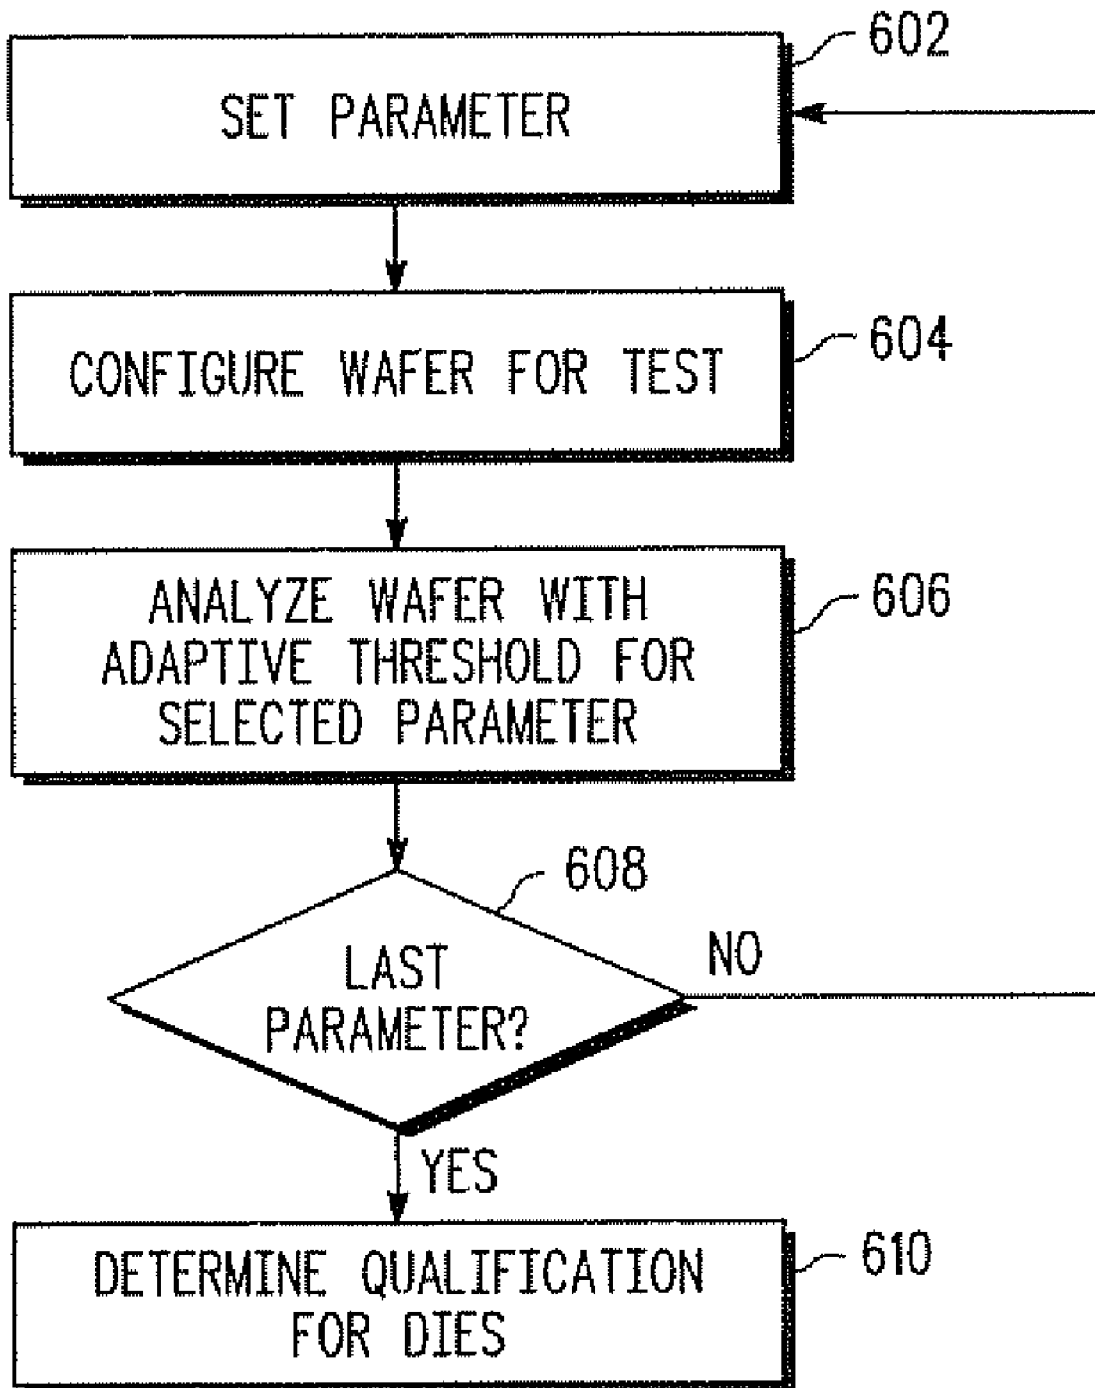 602
SET PARAMETER
604
CONFIGURE WAFER FOR TEST
606
ANALYZE WAFER WITH
ADAPTIVE THRESHOLD FOR
SELECTED PARAMETER
608
LAST
PARAMETER?
NO
YES
610
DETERMINE QUALIFICATION
FOR DIES